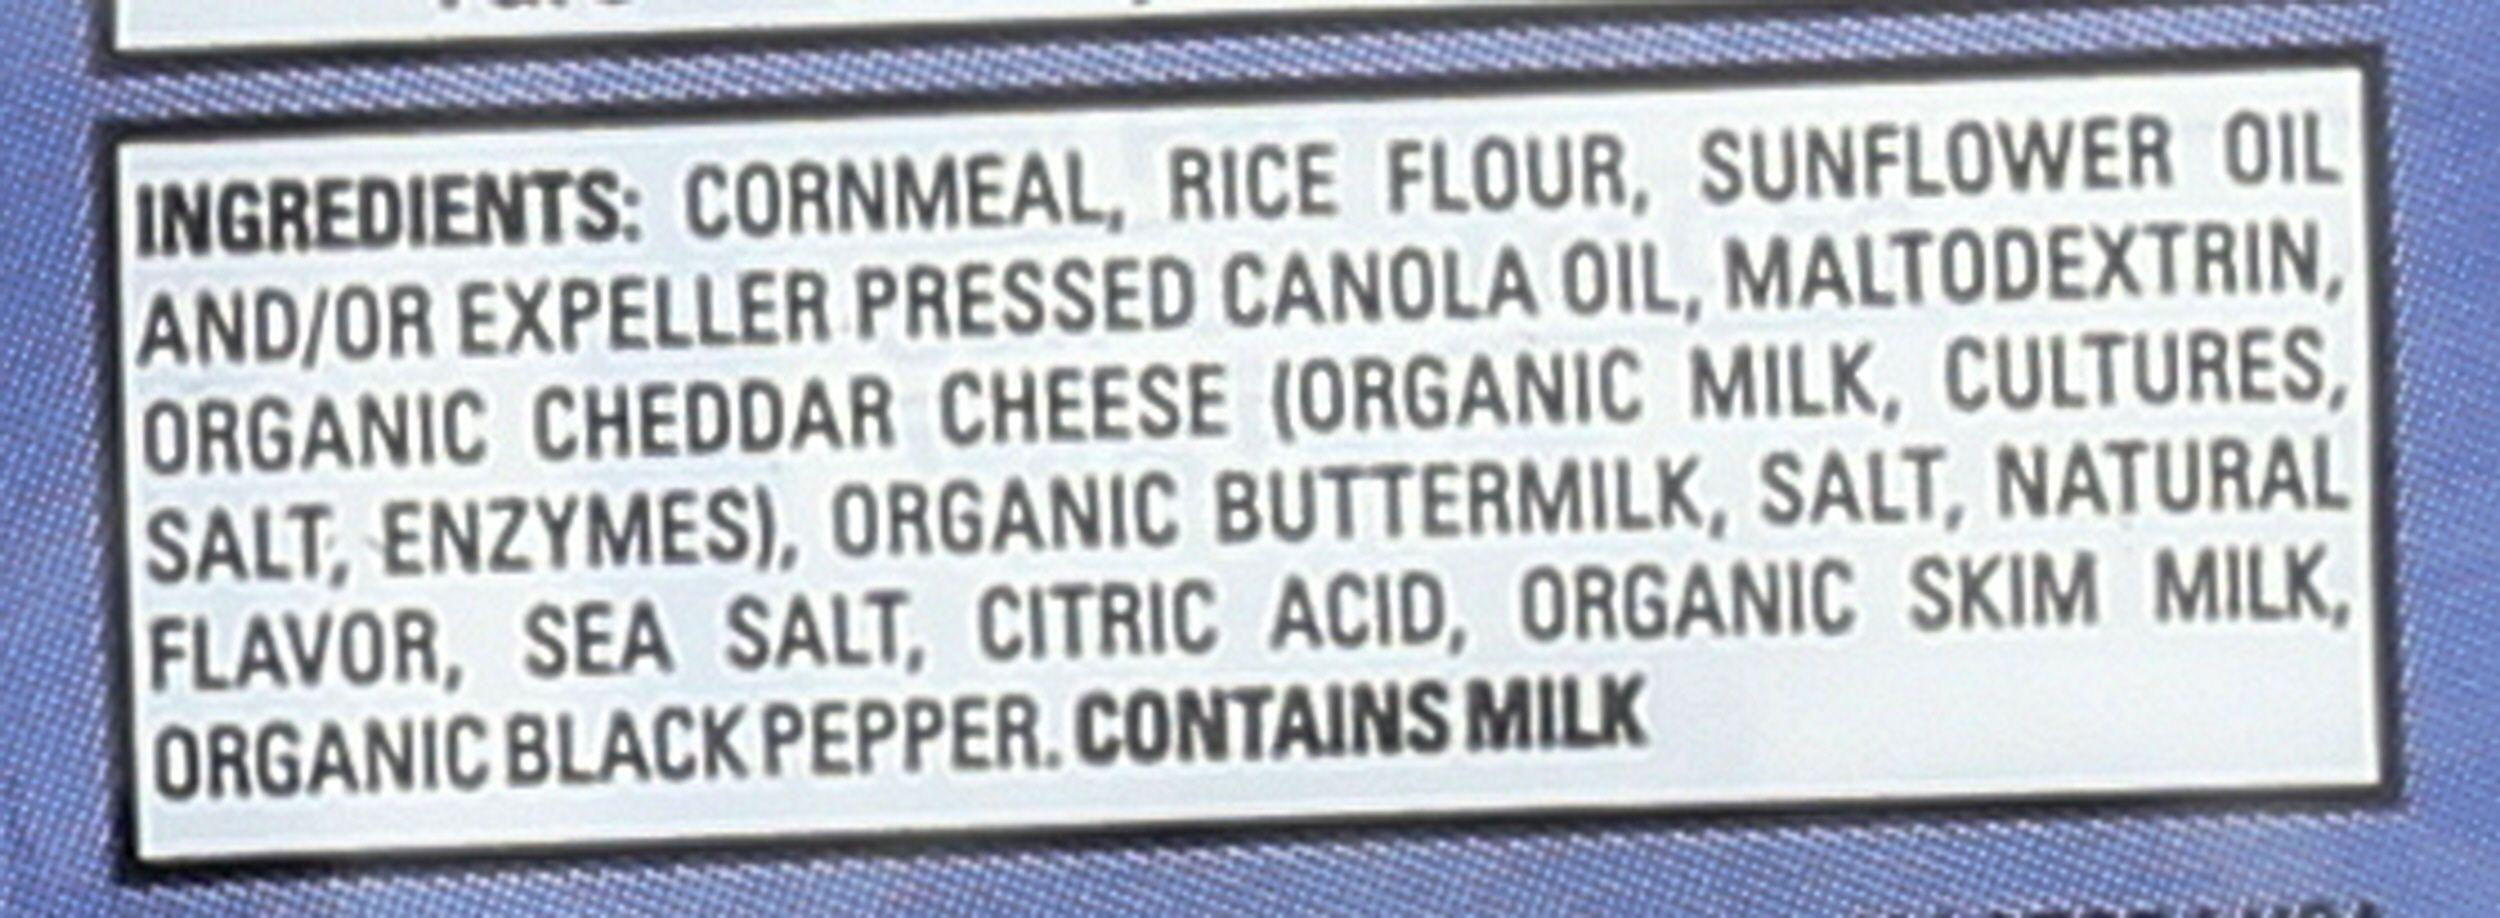 INGREDIENTS: CORNMEAL, RICE FLOUR, SUNFLOWER OIL
AND/OR EXPELLER PRESSED CANOLA OIL, MALTODEXTRIN,
ORGANIC CHEDDAR CHEESE (ORGANIC MILK, CULTURES,
SALT, ENZYMES), ORGANIC BUTTERMILK, SALT, NATURAL
FLAVOR, SEA SALT, CITRIC ACID, ORGANIC SKIM MILK,
ORGANIC BLACK PEPPER. CONTAINS MILK